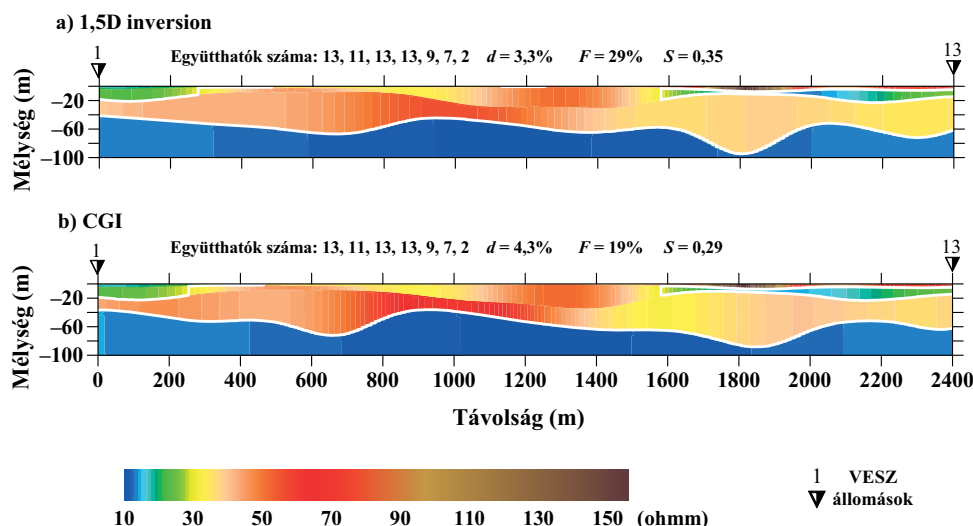 a) 1,5D inversion
1
Együtthatók száma: 13, 11, 13, 13, 9, 7, 2 d = 3,3% F = 29% S = 0,35
13
Mélység (m)
–20
–60
–100
b) CGI
1
Együtthatók száma: 13, 11, 13, 13, 9, 7, 2 d = 4,3% F = 19% S = 0,29
13
Mélység (m)
–20
–60
–100
0 200 400 600 800 1000 1200 1400 1600 1800 2000 2200 2400
Távolság (m)
10 30 50 70 90 110 130 150 (ohmm)
1 VESZ
állomások